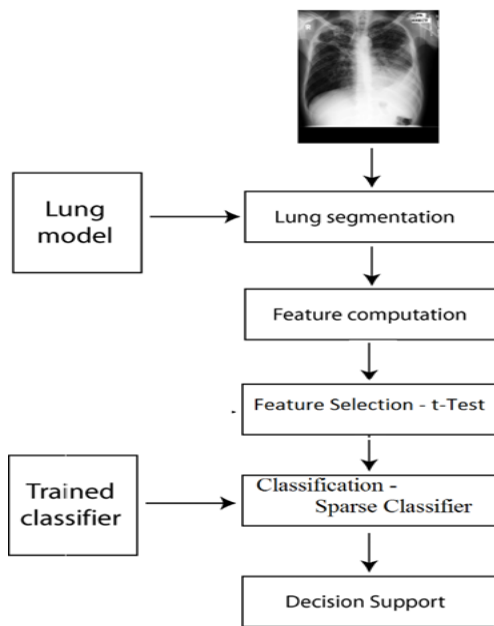 Lung
model
Lung segmentation
Feature computation
Feature Selection - t-Test
Trained
classifier
Classification -
Sparse Classifier
Decision Support